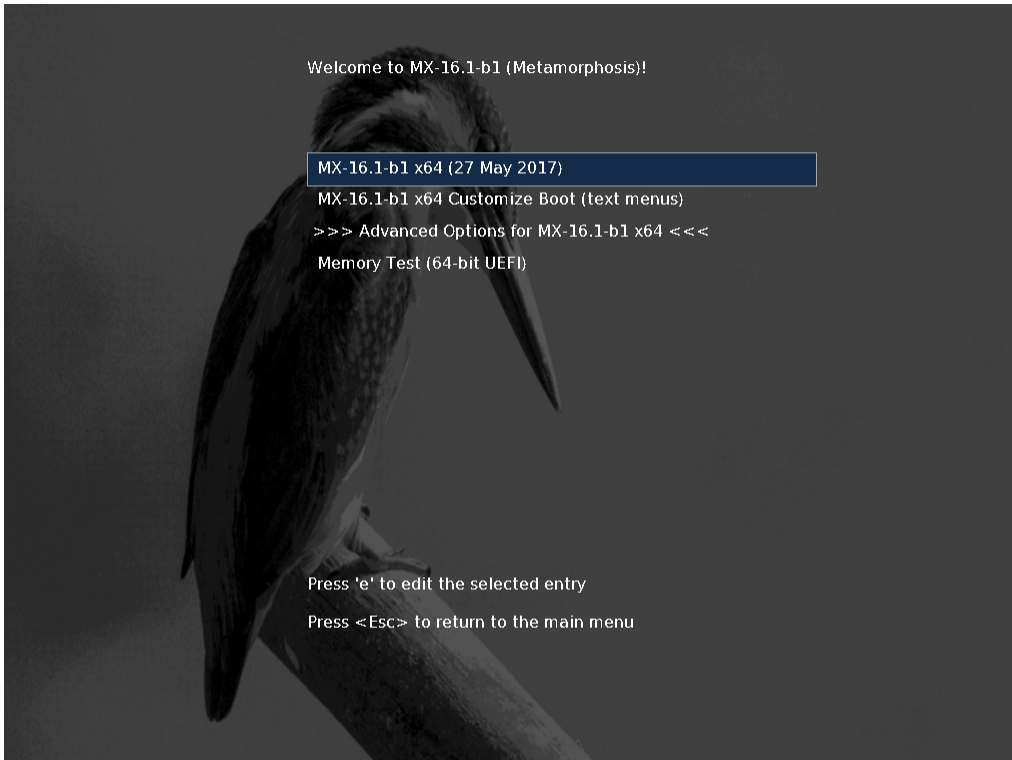 Welcome to MX-16.1-b1 (Metamorphosis)!
MX-16.1-b1 x64 (27 May 2017)
MX-16.1-b1 x64 Customize Boot (text menus)
>>> Advanced Options for MX-16.1-b1 x64 <<<
Memory Test (64-bit UEFI)
Press 'e' to edit the selected entry
Press <Esc> to return to the main menu